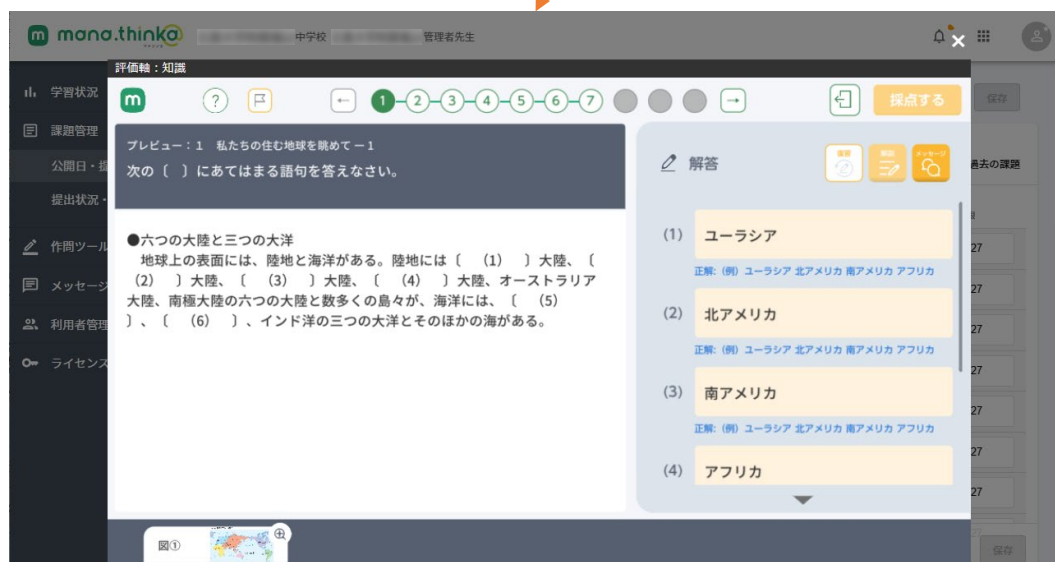 mana.think@
中学校
管理者先生
評価軸：知識
学習状況
課題管理
公開日・提
提出状況・
作問ツール
メッセージ
利用者管理
ライセンス
? 1 2 3 4 5 6 7 採点する
保存
過去の課題
プレビュー：1 私たちの住む地球を眺めて－1
次の〔 〕にあてはまる語句を答えなさい。
●六つの大陸と三つの大洋
地球上の表面には、陸地と海洋がある。陸地には〔 (1) 〕大陸、〔
(2) 〕大陸、〔 (3) 〕大陸、〔 (4) 〕大陸、オーストラリア
大陸、南極大陸の六つの大陸と数多くの島々が、海洋には、〔 (5)
〕、〔 (6) 〕、インド洋の三つの大洋とそのほかの海がある。
解答
メッセージ
(1) ユーラシア
正解: (例) ユーラシア 北アメリカ 南アメリカ アフリカ
(2) 北アメリカ
正解: (例) ユーラシア 北アメリカ 南アメリカ アフリカ
(3) 南アメリカ
正解: (例) ユーラシア 北アメリカ 南アメリカ アフリカ
(4) アフリカ
27
27
27
27
27
27
27
図①
保存